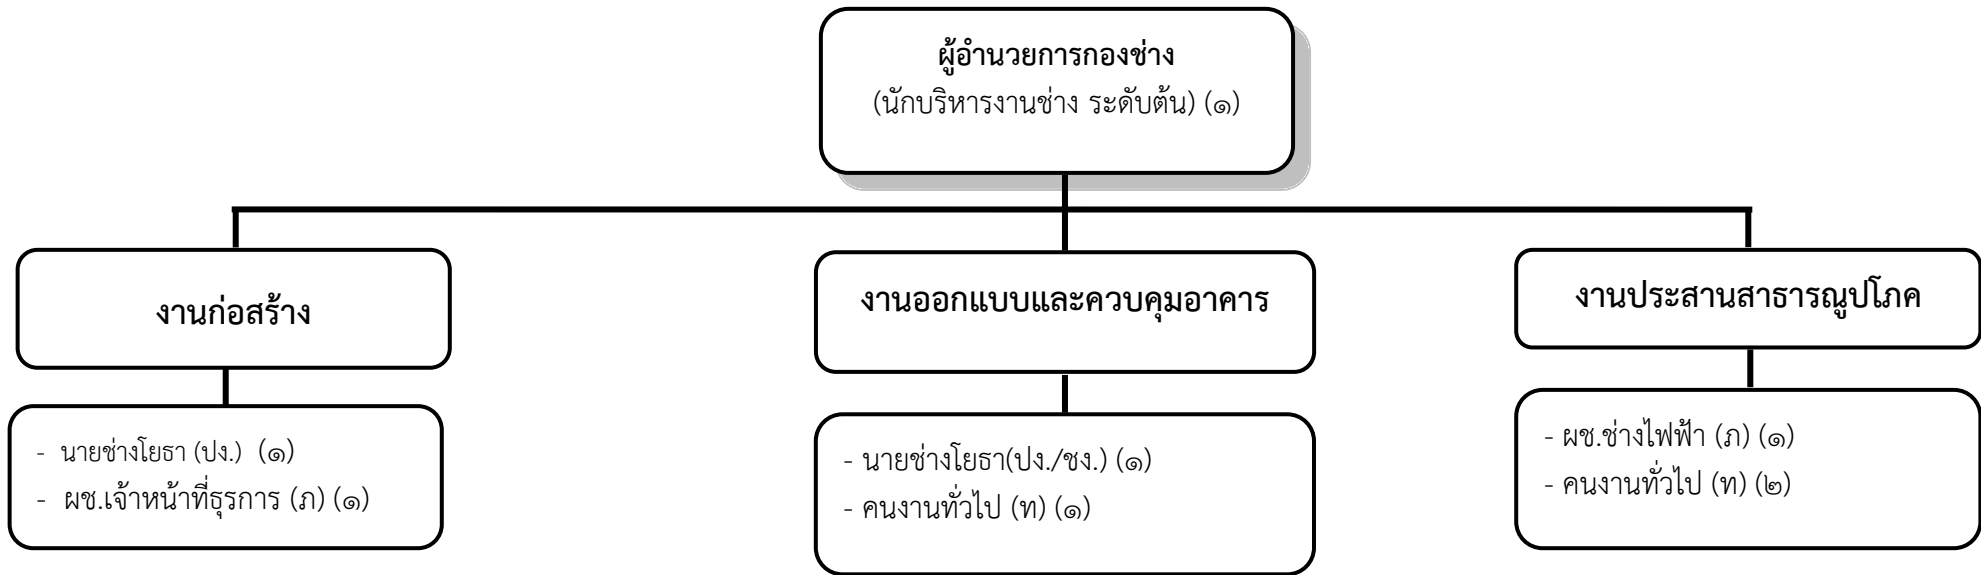 ผู้อำนวยการกองช่าง
(นักบริหารงานช่าง ระดับต้น) (๑)
งานก่อสร้าง
- นายช่างโยธา (ปง.) (๑)
- ผช.เจ้าหน้าที่ธุรการ (ภ) (๑)
งานออกแบบและควบคุมอาคาร
- นายช่างโยธา(ปง./ชง.) (๑)
- คนงานทั่วไป (ท) (๑)
งานประสานสาธารณูปโภค
- ผช.ช่างไฟฟ้า (ภ) (๑)
- คนงานทั่วไป (ท) (๒)